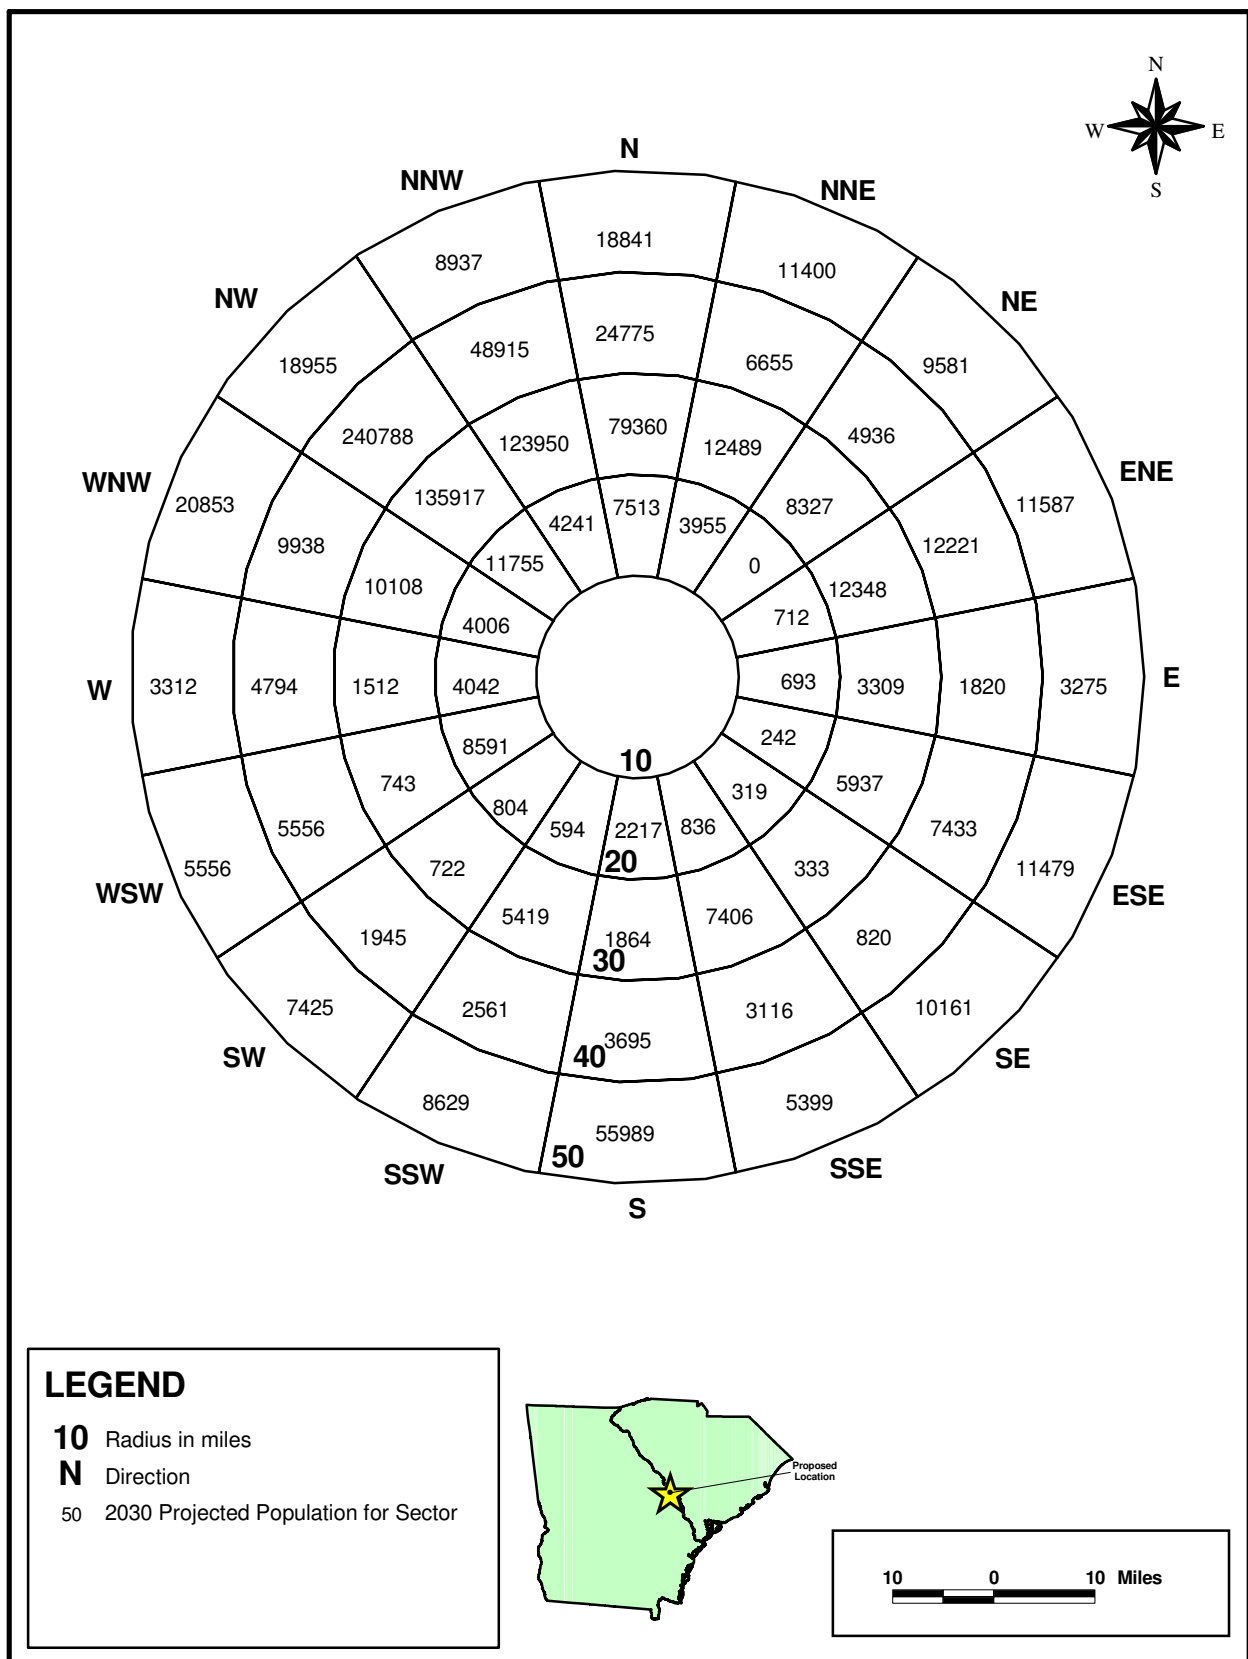 N
W E
S
N
NNW
NNE
18841
8937
11400
NW
NE
24775
48915
6655
18955
9581
79360
240788
123950
12489
4936
WNW
ENE
20853
135917
7513
8327
11587
4241
3955
9938
11755
0
12221
10108
12348
4006
712
W
3312
4794
1512
4042
693
3309
1820
3275
E
8591
242
10
743
5937
804
319
5556
594
2217
836
7433
20
5556
722
333
11479
WSW
ESE
5419
7406
1945
1864
820
30
7425
2561
3116
10161
SW
3695
SE
40
8629
5399
55989
50
SSW
SSE
S
LEGEND
10 Radius in miles
N Direction
50 2030 Projected Population for Sector
Proposed
Location
10 0 10 Miles